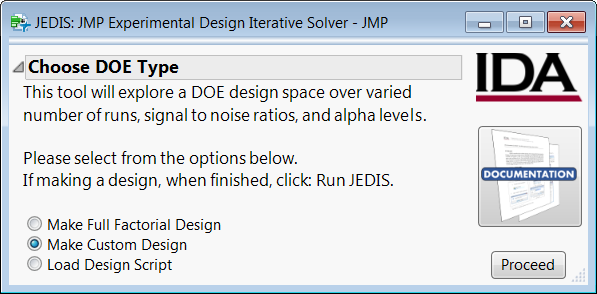 JEDIS: JMP Experimental Design Iterative Solver - JMP
Choose DOE Type
IDA
This tool will explore a DOE design space over varied
number of runs, signal to noise ratios, and alpha levels.
Please select from the options below.
If making a design, when finished, click: Run JEDIS.
DOCUMENTATION
Make Full Factorial Design
Make Custom Design
Load Design Script
Proceed